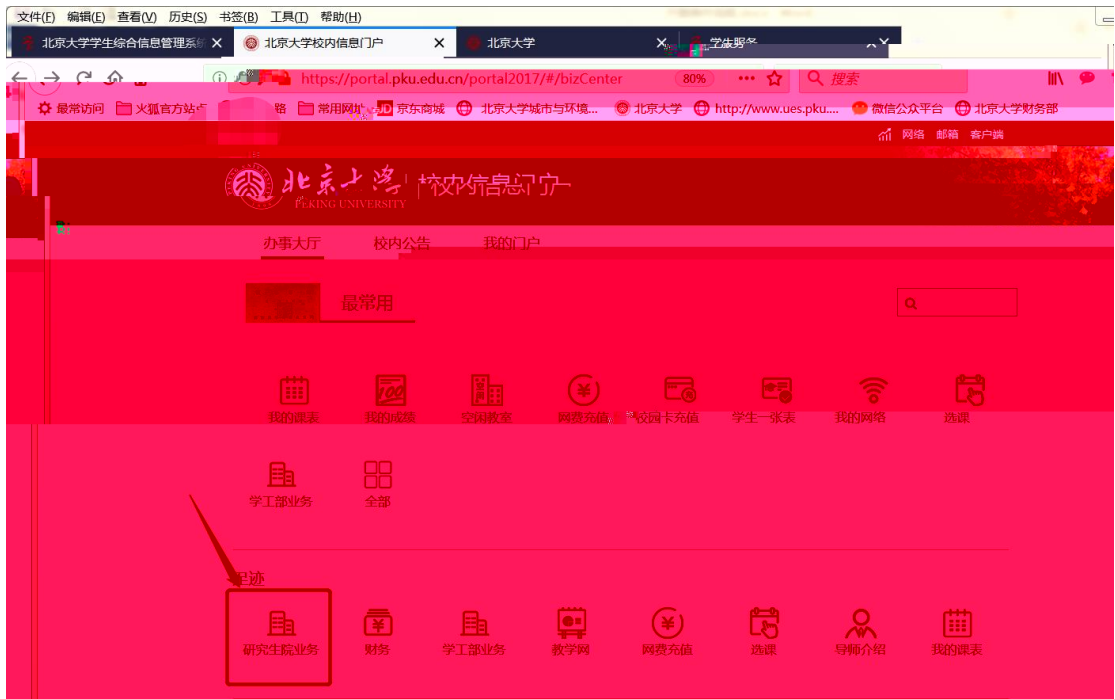 文件(F) 编辑(E) 查看(V) 历史(S) 书签(B) 工具(T) 帮助(H)
北京大学学生综合信息管理系统 北京大学校内信息门户 北京大学
https://portal.pku.edu.cn/portal2017/#/bizCenter 80% 搜索
最常访问 火狐官方站点 常用网址 京东商城 北京大学城市与环境... 北京大学 http://www.ues.pku.... 微信公众平台 北京大学财务部
网络 邮箱 客户端
北京大学 校内信息门户
PEKING UNIVERSITY
办事大厅 校内公告 我的门户
最常用
我的课表 我的成绩 空闲教室 网费充值 校园卡充值 学生一张表 我的网络 选课
学工部业务 全部
足迹
研究生院业务 财务 学工部业务 教学网 网费充值 选课 导师介绍 我的课表